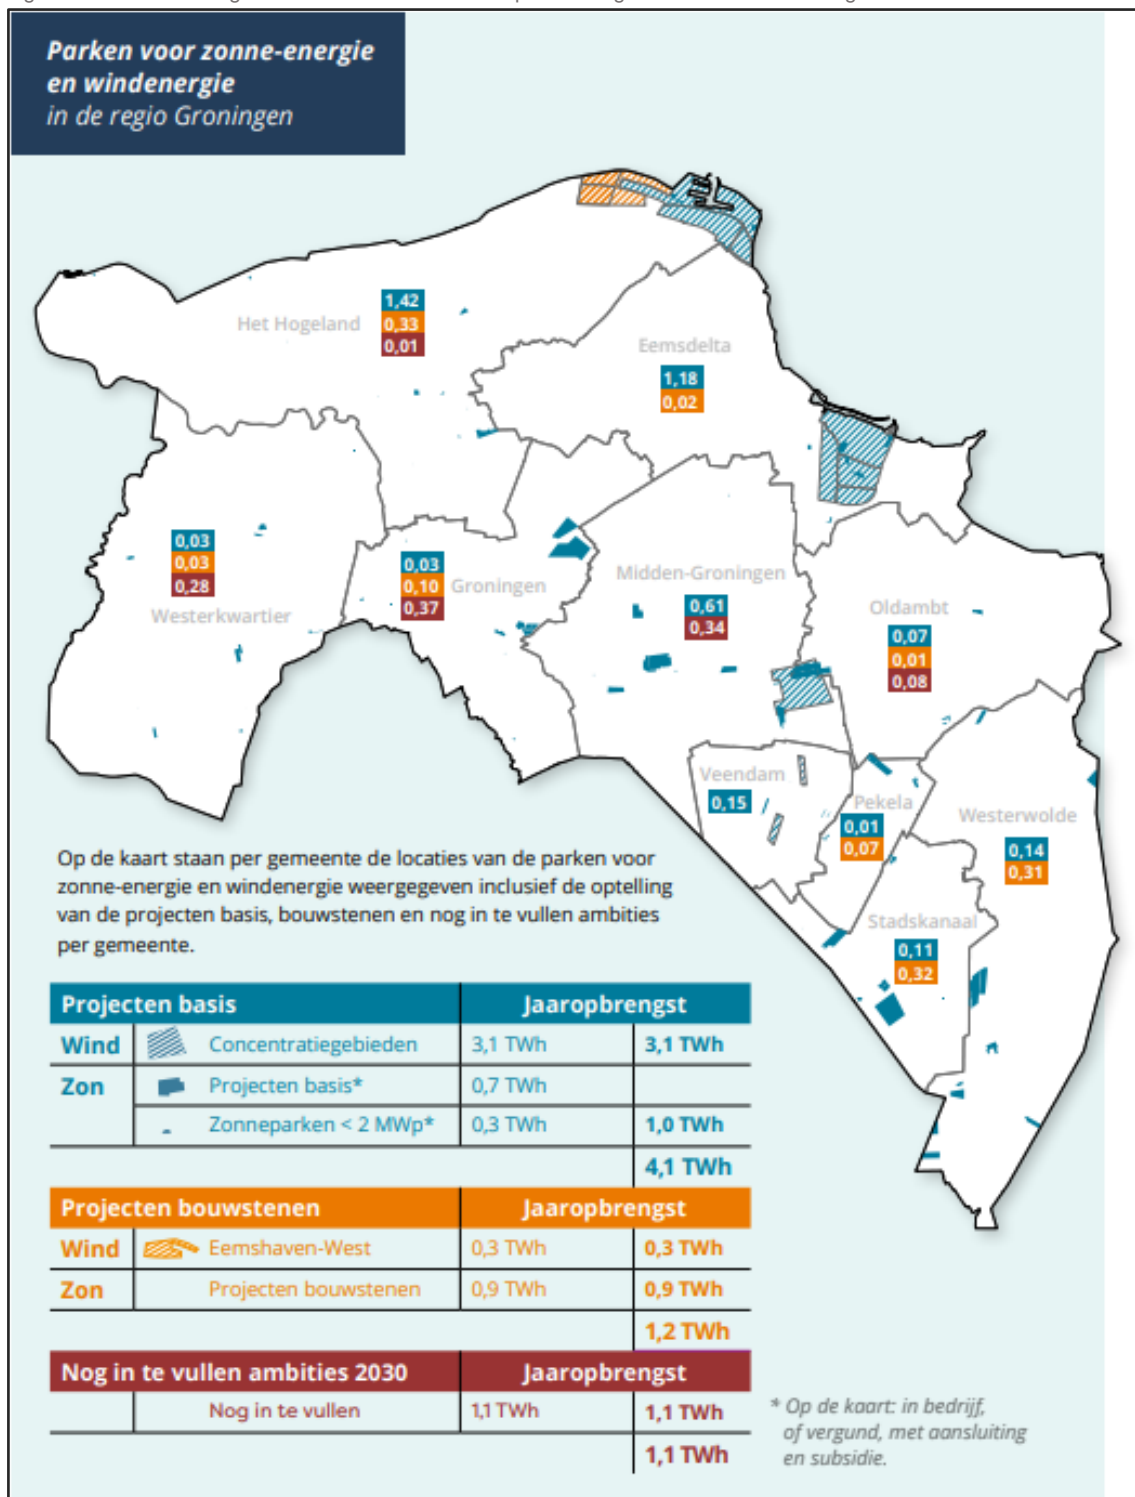 Parken voor zonne-energie
en windenergie
in de regio Groningen
Het Hogeland
1,42
0,33
0,01
Eemsdelta
1,18
0,02
0,03
0,03
0,28
Westerkwartier
0,03
0,10
0,37
Groningen
Midden-Groningen
0,61
0,34
Oldambt
0,07
0,01
0,08
Veendam
0,15
Pekela
0,01
0,07
Westerwolde
0,14
0,31
Stadskanaal
0,11
0,32
Op de kaart staan per gemeente de locaties van de parken voor
zonne-energie en windenergie weergegeven inclusief de optelling
van de projecten basis, bouwstenen en nog in te vullen ambities
per gemeente.
Projecten basis Jaaropbrengst
Wind Concentratiegebieden 3,1 TWh 3,1 TWh
Zon Projecten basis* 0,7 TWh
Zonneparken < 2 MWp* 0,3 TWh 1,0 TWh
4,1 TWh
Projecten bouwstenen Jaaropbrengst
Wind Eemshaven-West 0,3 TWh 0,3 TWh
Zon Projecten bouwstenen 0,9 TWh 0,9 TWh
1,2 TWh
Nog in te vullen ambities 2030 Jaaropbrengst
Nog in te vullen 1,1 TWh 1,1 TWh
1,1 TWh
* Op de kaart: in bedrijf,
of vergund, met aansluiting
en subsidie.